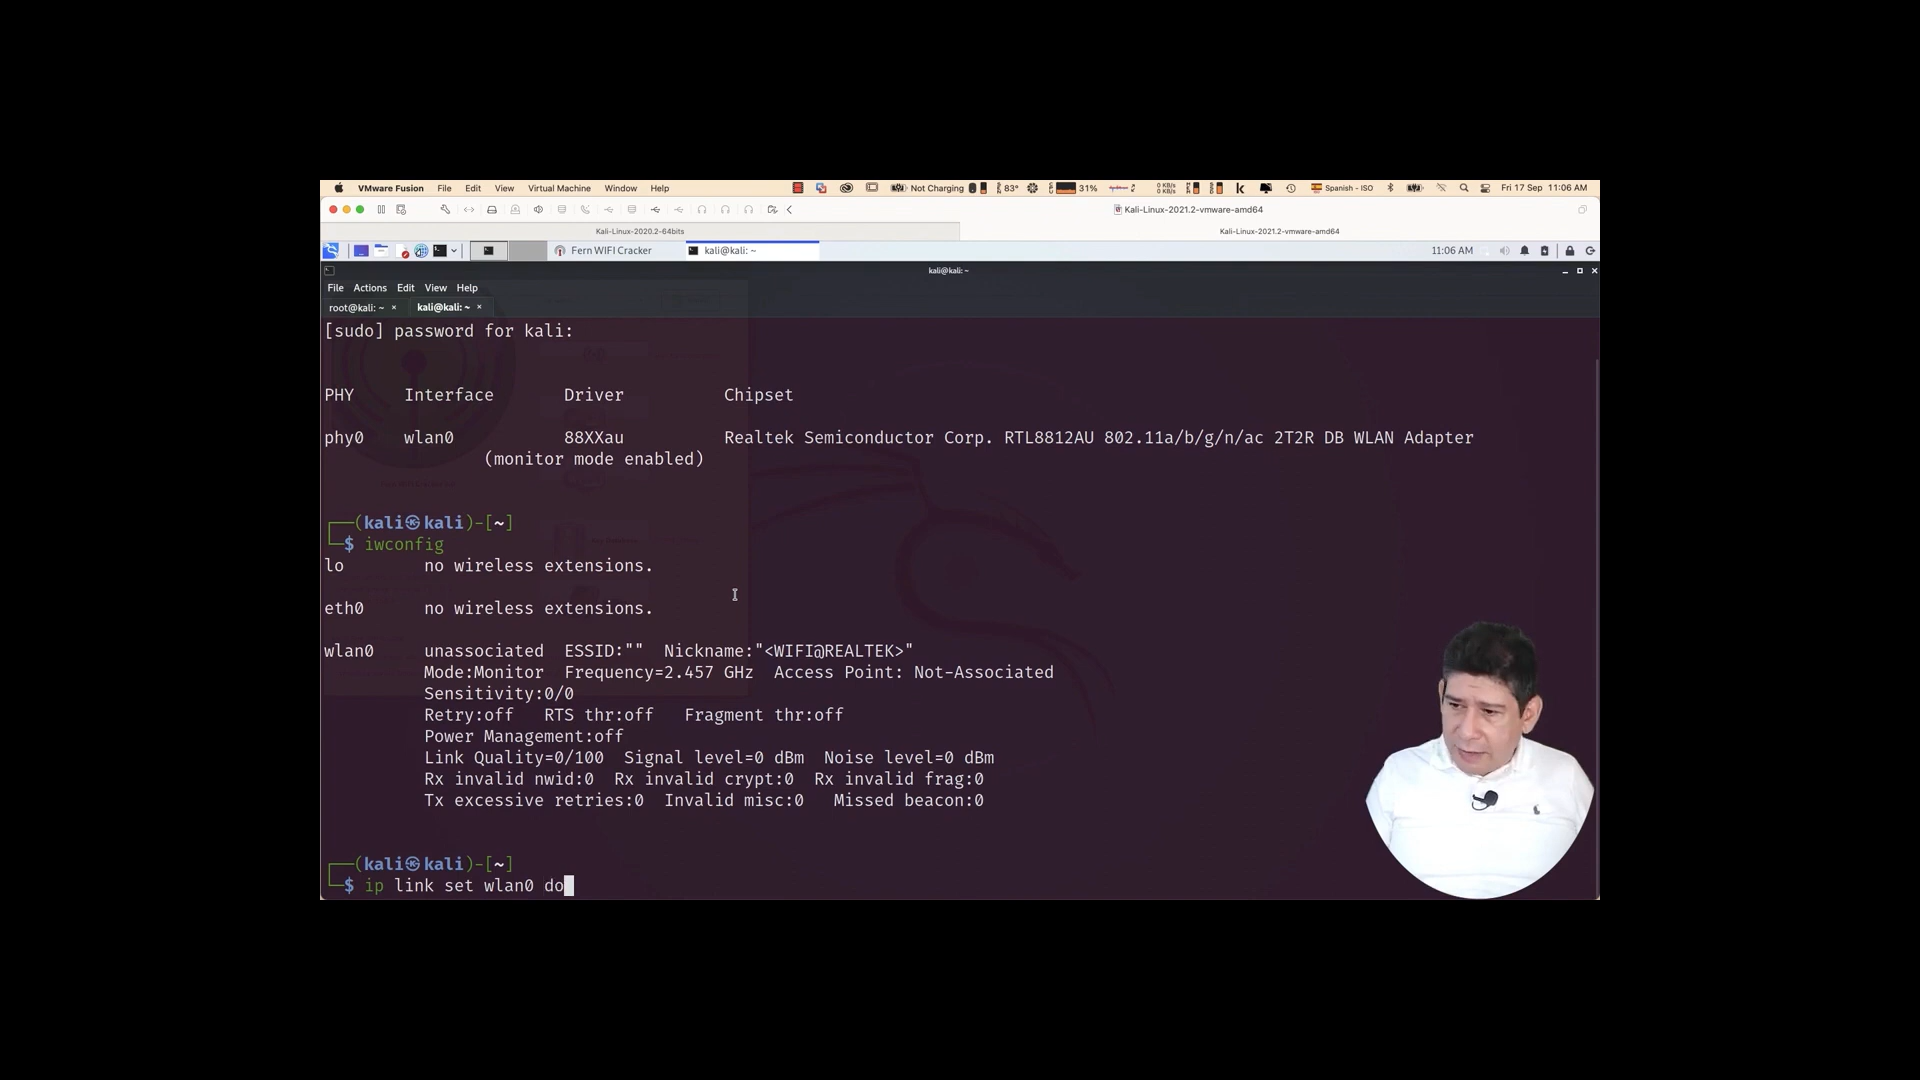 VMware Fusion File Edit View Virtual Machine Window Help Not Charging 83° 31% 0 KB/s 0 KB/s Spanish - ISO Fri 17 Sep 11:06 AM
Kali-Linux-2021.2-vmware-amd64
Kali-Linux-2020.2-64bits Kali-Linux-2021.2-vmware-amd64
Fern WIFI Cracker kali@kali: ~ 11:06 AM
kali@kali: ~
File Actions Edit View Help
root@kali: ~ × kali@kali: ~ ×
[sudo] password for kali:
PHY Interface Driver Chipset
phy0 wlan0 88XXau Realtek Semiconductor Corp. RTL8812AU 802.11a/b/g/n/ac 2T2R DB WLAN Adapter
(monitor mode enabled)
┌──(kali㉿kali)-[~]
└─$ iwconfig
lo no wireless extensions.
eth0 no wireless extensions.
wlan0 unassociated ESSID:"" Nickname:"<WIFI@REALTEK>"
Mode:Monitor Frequency=2.457 GHz Access Point: Not-Associated
Sensitivity:0/0
Retry:off RTS thr:off Fragment thr:off
Power Management:off
Link Quality=0/100 Signal level=0 dBm Noise level=0 dBm
Rx invalid nwid:0 Rx invalid crypt:0 Rx invalid frag:0
Tx excessive retries:0 Invalid misc:0 Missed beacon:0
┌──(kali㉿kali)-[~]
└─$ ip link set wlan0 do